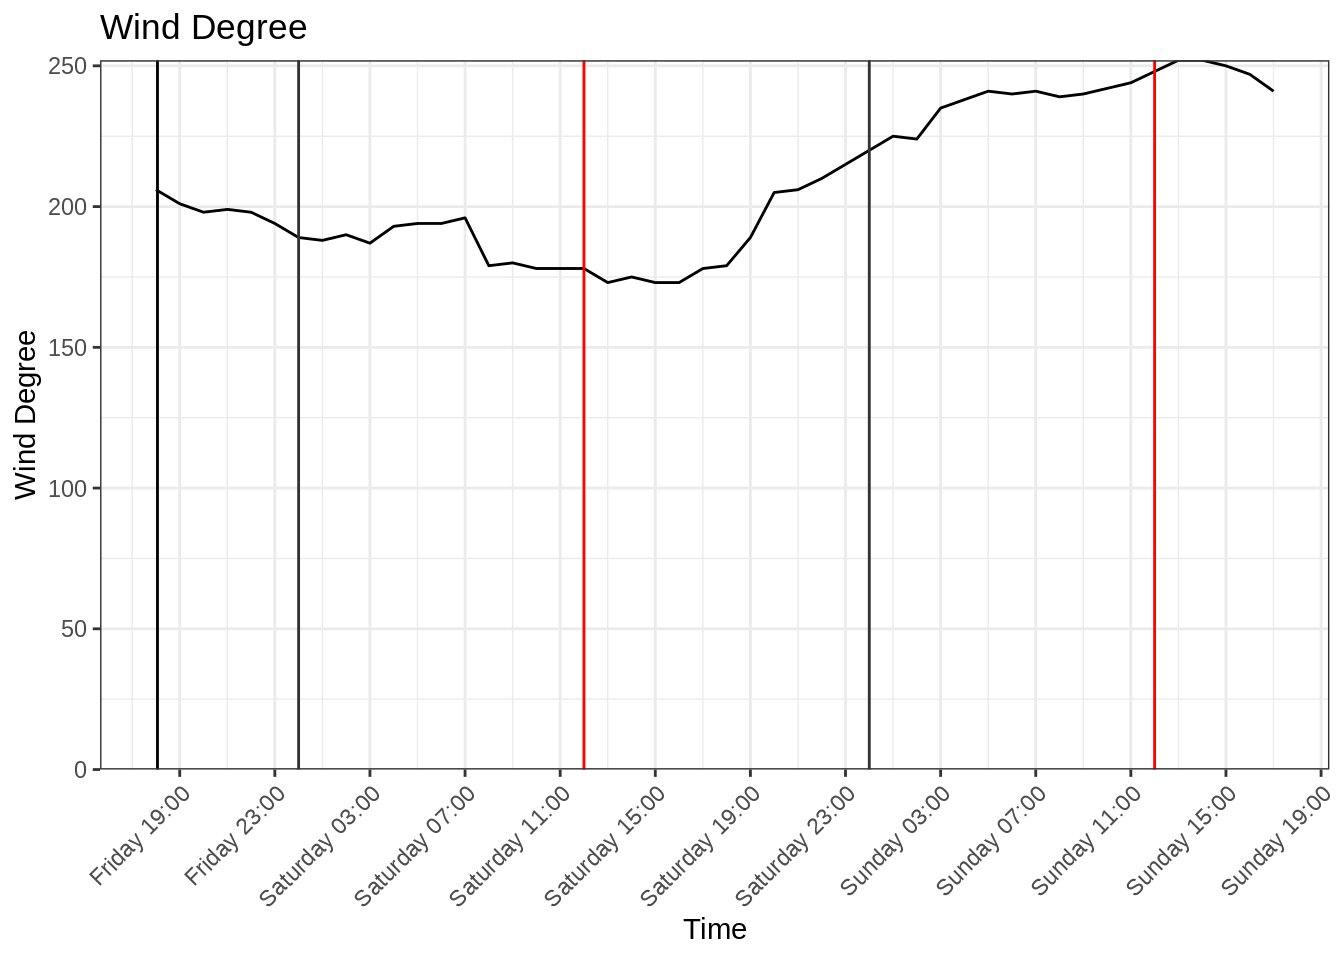 Wind Degree
Wind Degree
250
200
150
100
50
0
Friday 19:00
Friday 23:00
Saturday 03:00
Saturday 07:00
Saturday 11:00
Saturday 15:00
Saturday 19:00
Saturday 23:00
Sunday 03:00
Sunday 07:00
Sunday 11:00
Sunday 15:00
Sunday 19:00
Time